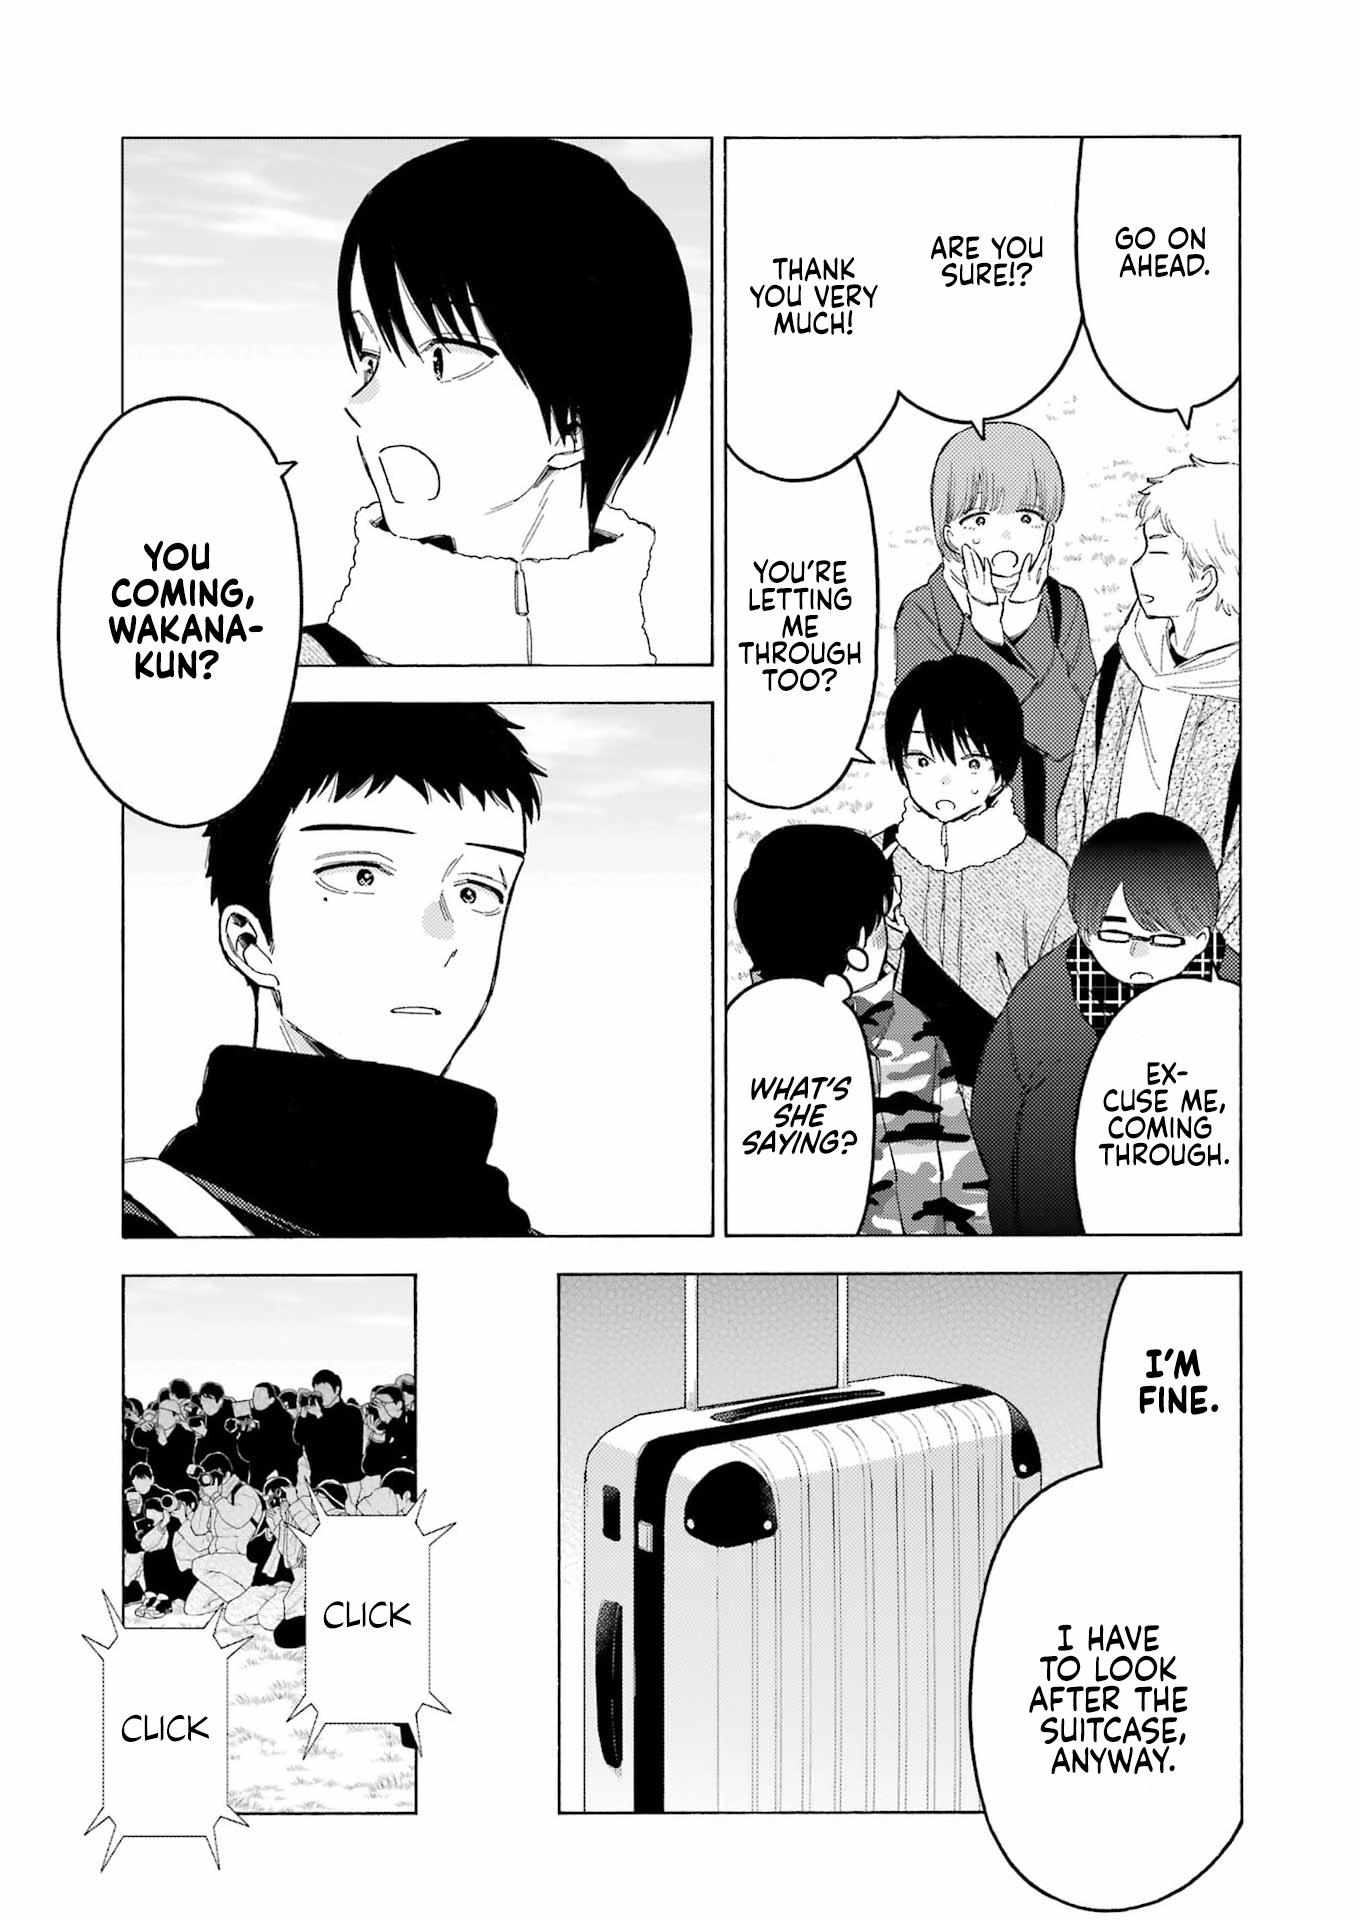 GO ON
AHEAD.
ARE YOU
SURE!?
THANK
YOU VERY
MUCH!
YOU'RE
LETTING
ME
THROUGH
TOO?
EX-
CUSE ME,
COMING
THROUGH.
WHAT'S
SHE
SAYING?
YOU
COMING,
WAKANA-
KUN?
I'M
FINE.
I HAVE
TO LOOK
AFTER THE
SUITCASE,
ANYWAY.
CLICK
CLICK